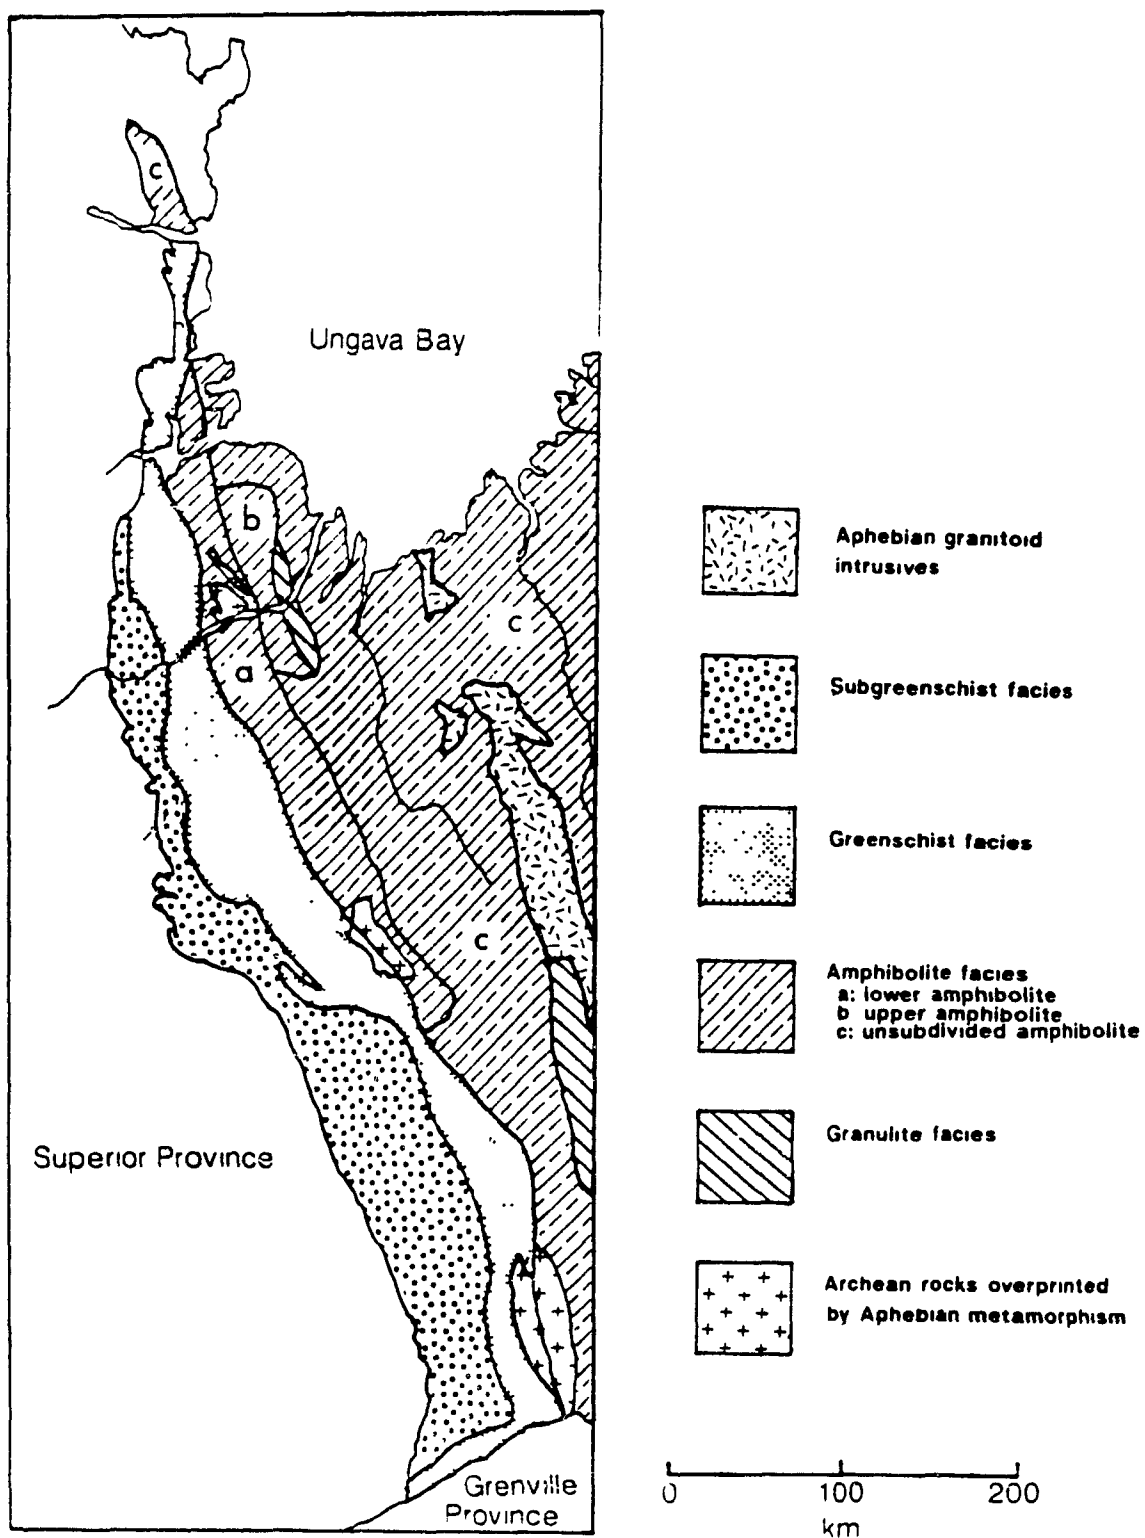 c
Ungava Bay
b
c
a
c
Superior Province
Grenville
Province
Aphebian granitoid
intrusives
Subgreenschist facies
Greenschist facies
Amphibolite facies
a: lower amphibolite
b upper amphibolite
c: unsubdivided amphibolite
Granulite facies
Archean rocks overprinted
by Aphebian metamorphism
0 100 200
km